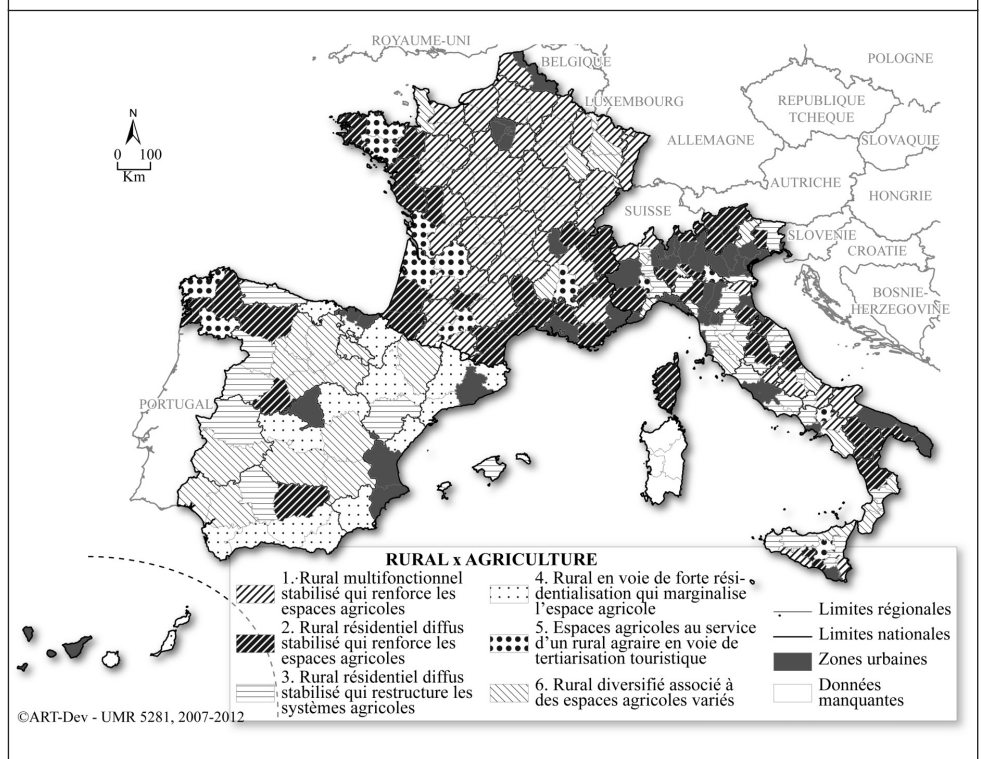 ROYAUME-UNI
BELGIQUE
POLOGNE
LUXEMBOURG
REPUBLIQUE
TCHEQUE
ALLEMAGNE
SLOVAQUIE
AUTRICHE
HONGRIE
SUISSE
SLOVENIE
CROATIE
BOSNIE-
HERZEGOVINE
PORTUGAL
N
0 100
Km
RURAL x AGRICULTURE
1. Rural multifonctionnel
stabilisé qui renforce les
espaces agricoles
2. Rural résidentiel diffus
stabilisé qui renforce les
espaces agricoles
3. Rural résidentiel diffus
stabilisé qui restructure les
systèmes agricoles
4. Rural en voie de forte rési-
dentialisation qui marginalise
l'espace agricole
5. Espaces agricoles au service
d'un rural agraire en voie de
tertiarisation touristique
6. Rural diversifié associé à
des espaces agricoles variés
Limites régionales
Limites nationales
Zones urbaines
Données
manquantes
©ART-Dev - UMR 5281, 2007-2012